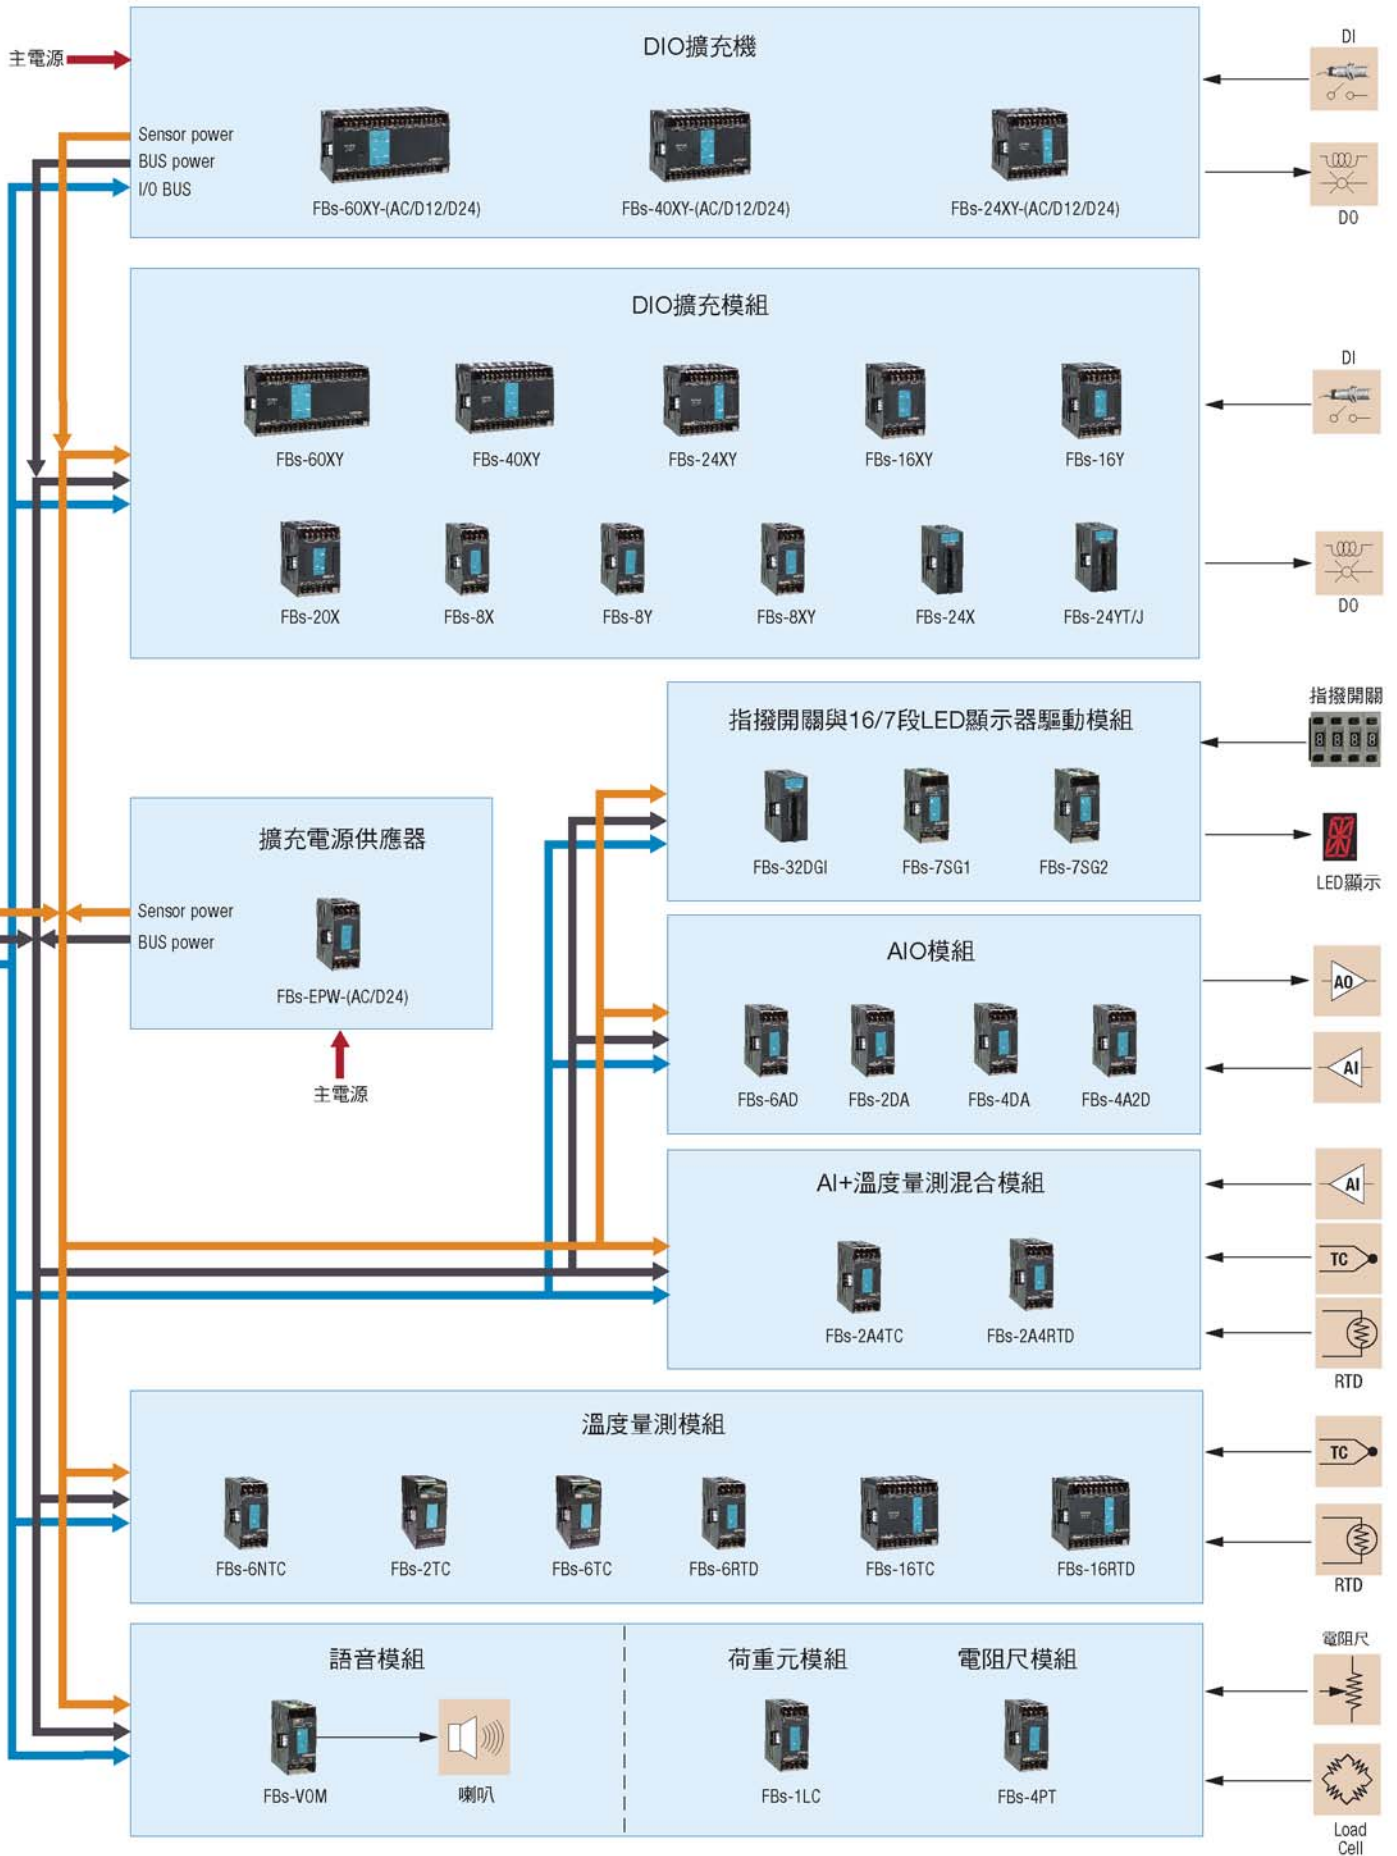 DIO擴充機
主電源
Sensor power
BUS power
I/O BUS
FBs-60XY-(AC/D12/D24)
FBs-40XY-(AC/D12/D24)
FBs-24XY-(AC/D12/D24)
DI
DO
DIO擴充模組
FBs-60XY
FBs-40XY
FBs-24XY
FBs-16XY
FBs-16Y
FBs-20X
FBs-8X
FBs-8Y
FBs-8XY
FBs-24X
FBs-24YT/J
DI
DO
指撥開關與16/7段LED顯示器驅動模組
FBs-32DGI
FBs-7SG1
FBs-7SG2
指撥開關
LED顯示
擴充電源供應器
Sensor power
BUS power
FBs-EPW-(AC/D24)
主電源
AIO模組
FBs-6AD
FBs-2DA
FBs-4DA
FBs-4A2D
AO
AI
AI+溫度量測混合模組
FBs-2A4TC
FBs-2A4RTD
AI
TC
RTD
溫度量測模組
FBs-6NTC
FBs-2TC
FBs-6TC
FBs-6RTD
FBs-16TC
FBs-16RTD
TC
RTD
語音模組
FBs-VOM
喇叭
荷重元模組
FBs-1LC
電阻尺模組
FBs-4PT
電阻尺
Load
Cell